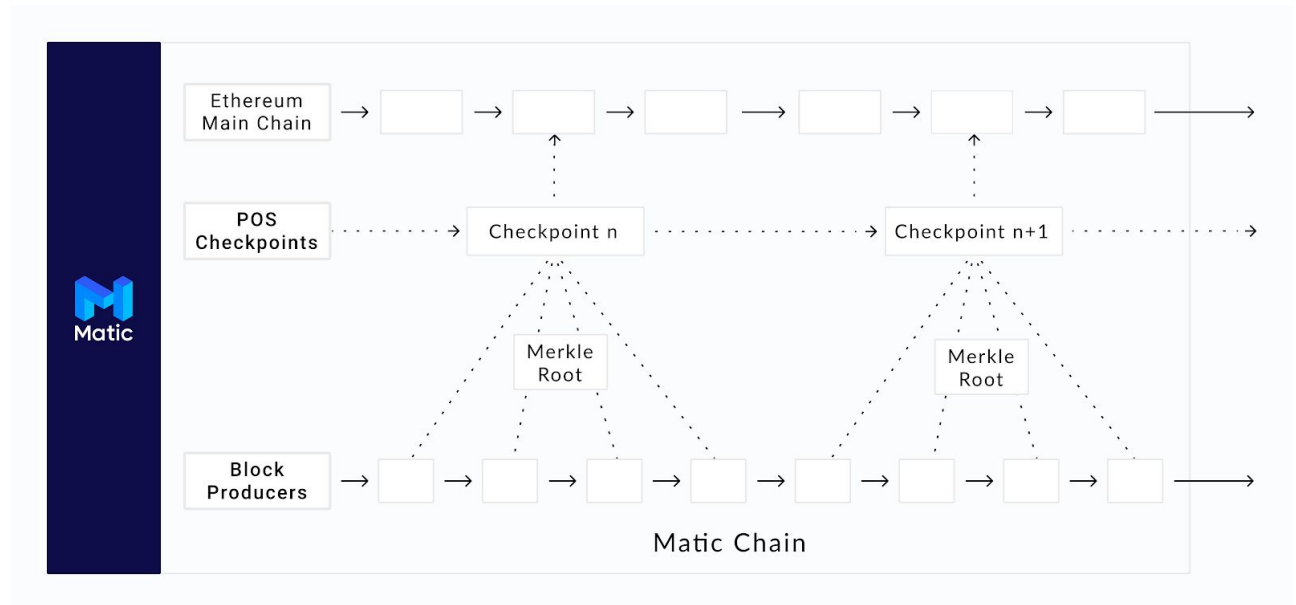 Ethereum
Main Chain
POS
Checkpoints
Checkpoint n
Checkpoint n+1
Matic
Merkle
Root
Merkle
Root
Block
Producers
Matic Chain